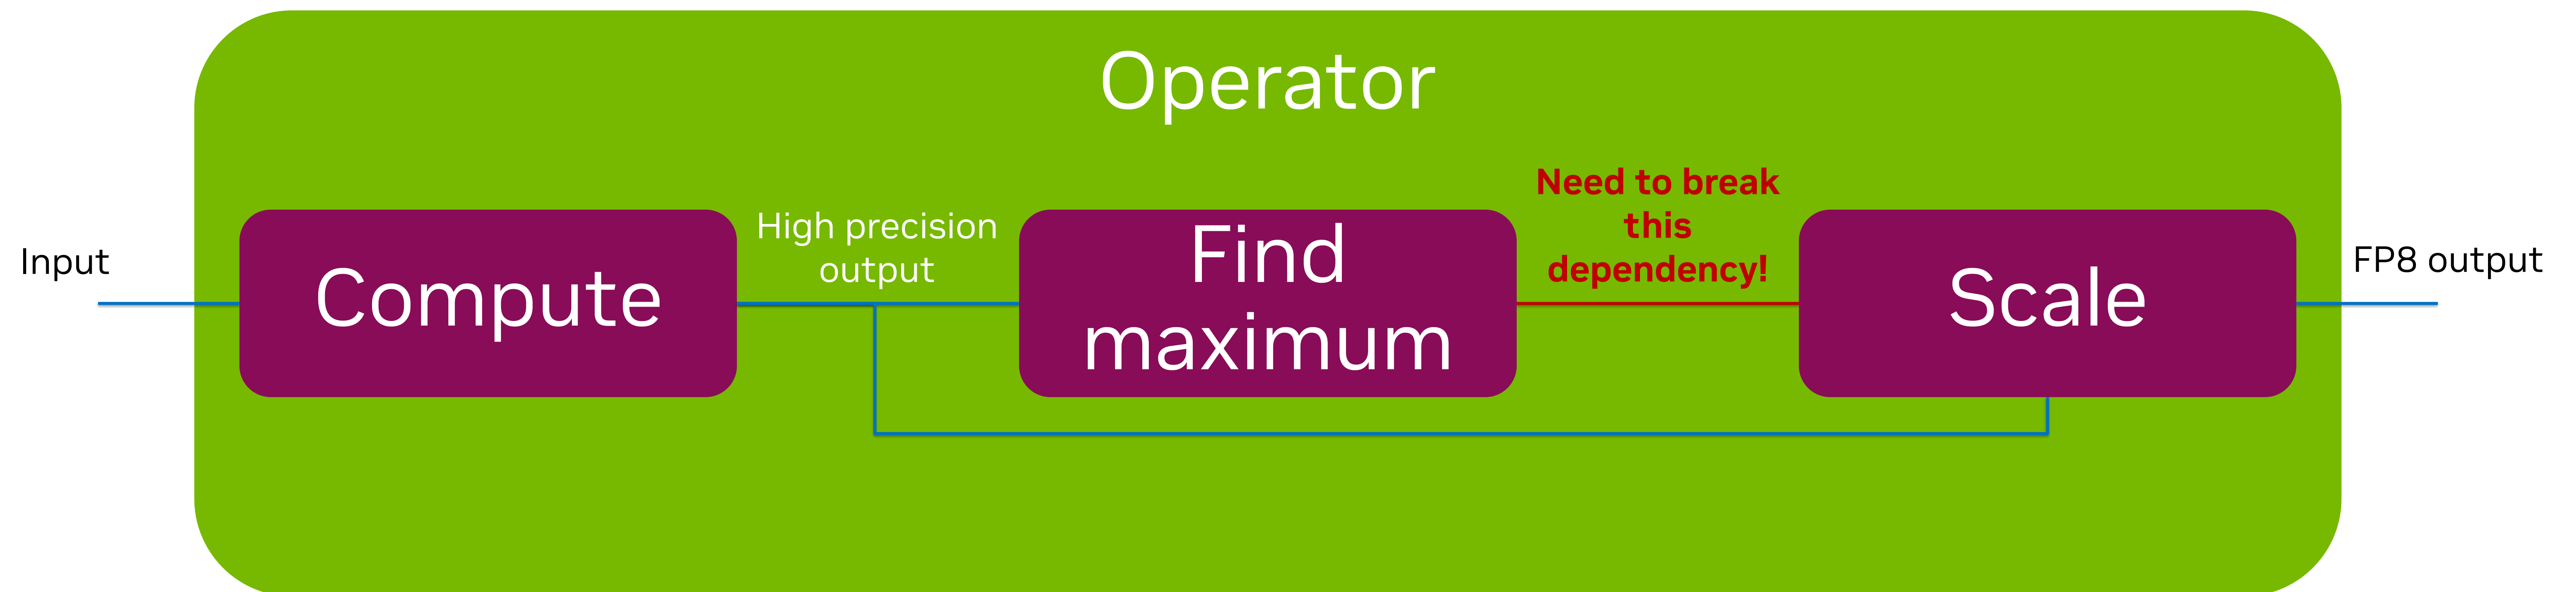 Operator
Input
Compute
High precision
output
Find
maximum
Need to break
this
dependency!
Scale
FP8 output